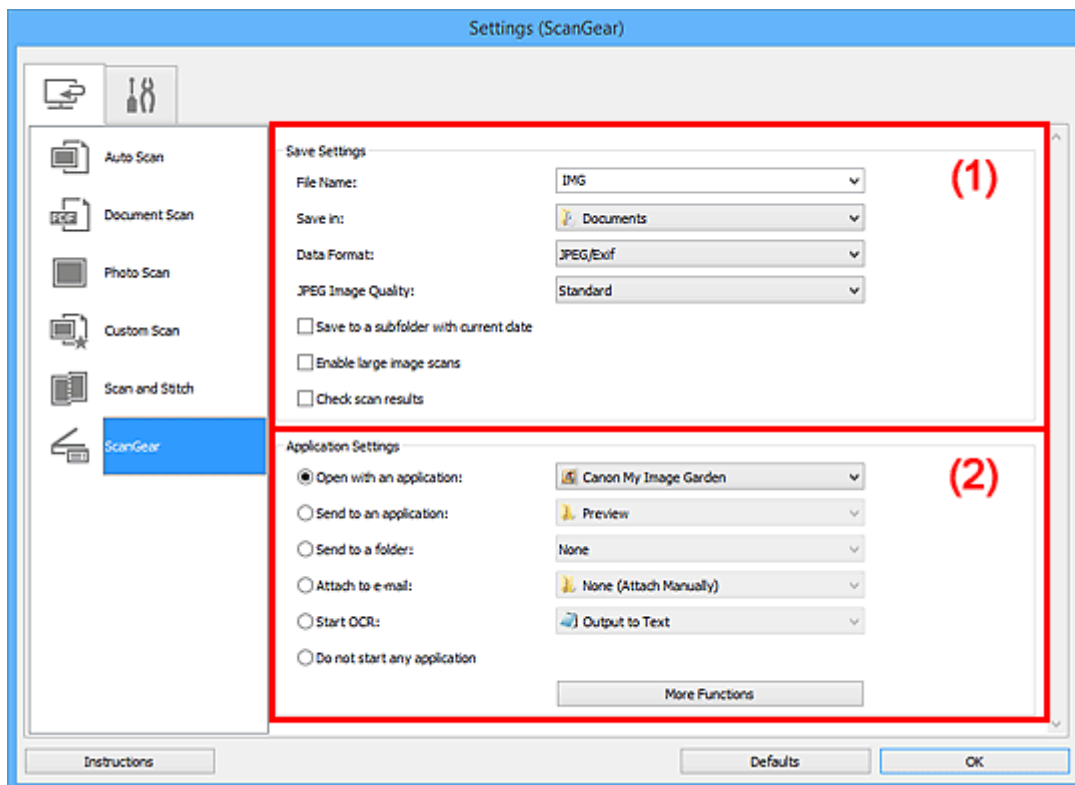 Settings (ScanGear)
Auto Scan
PDF
Document Scan
Photo Scan
Custom Scan
Scan and Stitch
ScanGear
Save Settings
(1)
File Name: IMG
Save in: Documents
Data Format: JPEG/Exif
JPEG Image Quality: Standard
Save to a subfolder with current date
Enable large image scans
Check scan results
Application Settings
(2)
Open with an application: Canon My Image Garden
Send to an application: Preview
Send to a folder: None
Attach to e-mail: None (Attach Manually)
Start OCR: Output to Text
Do not start any application
More Functions
Instructions Defaults OK